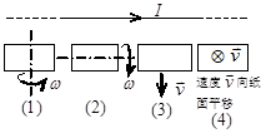 I
ω
ω
v⃗
⊗ v⃗
速度 v⃗ 向纸
面平移
(1)
(2)
(3)
(4)